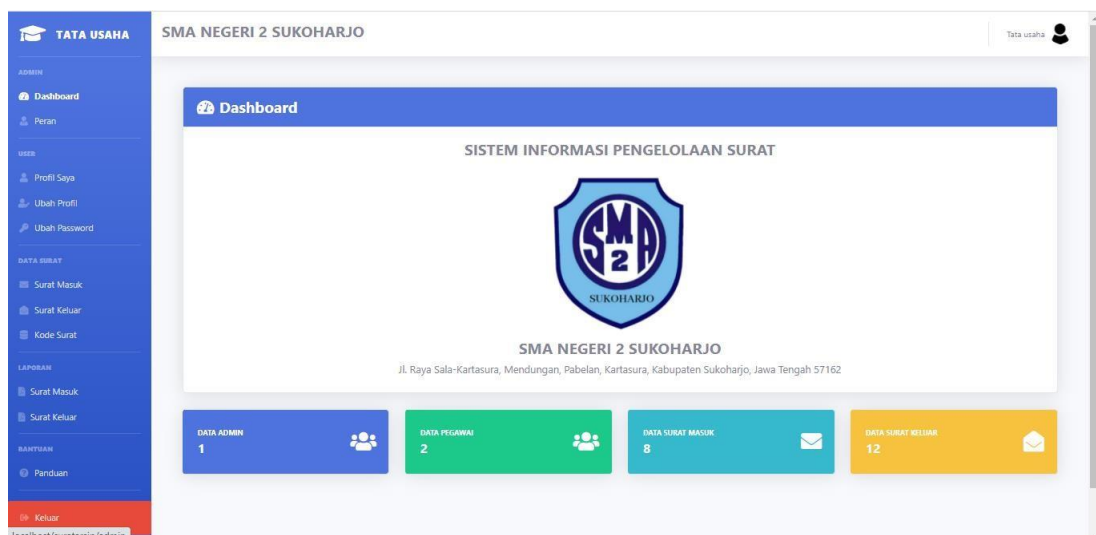 TATA USAHA
SMA NEGERI 2 SUKOHARJO
Tata usaha
ADMIN
Dashboard
Peran
USER
Profil Saya
Ubah Profil
Ubah Password
DATA SURAT
Surat Masuk
Surat Keluar
Kode Surat
LAPORAN
Surat Masuk
Surat Keluar
BANTUAN
Panduan
Keluar
Dashboard
SISTEM INFORMASI PENGELOLAAN SURAT
SMA
2
SUKOHARJO
SMA NEGERI 2 SUKOHARJO
Jl. Raya Sala-Kartasura, Mendungan, Pabelan, Kartasura, Kabupaten Sukoharjo, Jawa Tengah 57162
DATA ADMIN
1
DATA PEGAWAI
2
DATA SURAT MASUK
8
DATA SURAT KELUAR
12